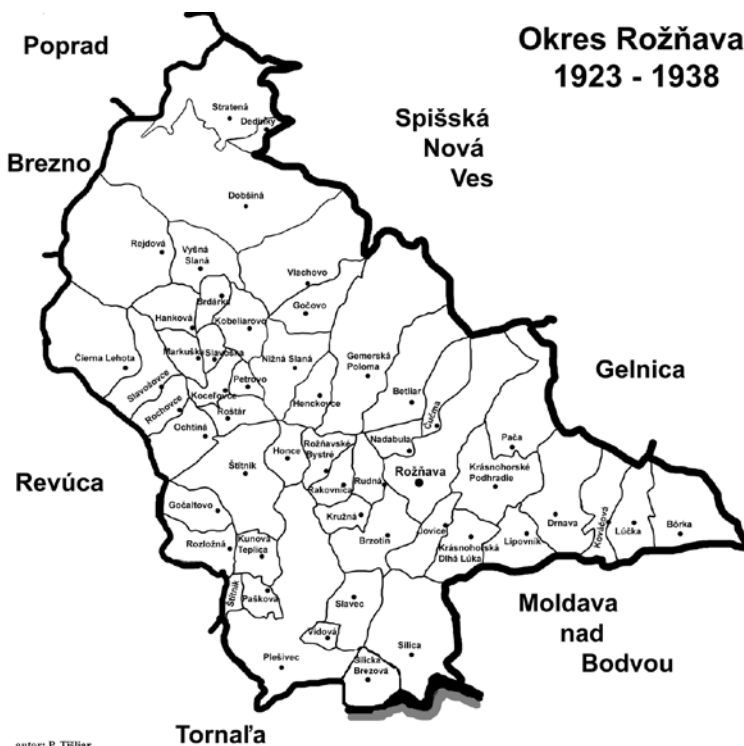 Poprad
Okres Rožňava
1923 - 1938
Stratená
Dedinky
Spišská
Nová
Ves
Brezno
Dobšiná
Rejdová
Vyšná
Slaná
Vlachovo
Brdárka
Gočovo
Hanková
Kobeliarovo
Čierna Lehota
Markuška
Slavoška
Nižná Slaná
Gemerská
Poloma
Gelnica
Slavošovce
Petrovo
Koceľovce
Henckovce
Betliar
Rochovce
Roštár
Čučma
Ochtiná
Nadabula
Pača
Honce
Rožňavské
Bystré
Štítnik
Revúca
Rakovnica
Rudná
Rožňava
Krásnohorské
Podhradie
Gočaltovo
Kružná
Drnava
Kováčová
Lúčka
Bôrka
Rozložná
Kunova
Teplica
Brzotín
Jovice
Krásnohorská
Dlhá Lúka
Lipovník
Štítnik
Pašková
Slavec
Moldava
nad
Bodvou
Vidová
Plešivec
Silica
Silická
Brezová
Tornaľa
autor: P. Tišliar